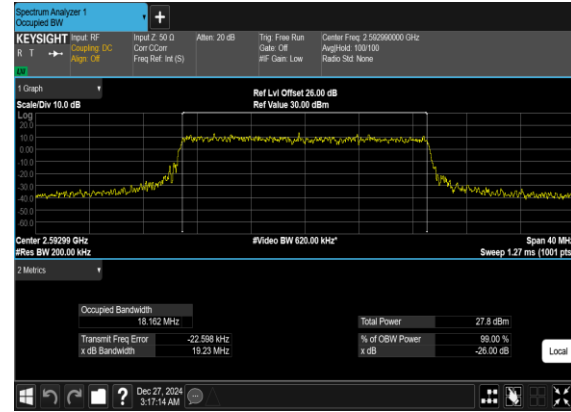 Spectrum Analyzer 1
Occupied BW
+
KEYSIGHT
R T
LU
Input: RF
Coupling: DC
Align: Off
Input Z: 50 Ω
Corr CCorr
Freq Ref: Int (S)
Atten: 20 dB
Trig: Free Run
Gate: Off
#IF Gain: Low
Center Freq: 2.592990000 GHz
Avg|Hold: 100/100
Radio Std: None
1 Graph
Scale/Div 10.0 dB
Ref Lvl Offset 26.00 dB
Ref Value 30.00 dBm
Log
20.0
10.0
0.00
-10.0
-20.0
-30.0
-40.0
-50.0
-60.0
Center 2.59299 GHz
#Res BW 200.00 kHz
#Video BW 620.00 kHz*
Span 40 MHz
Sweep 1.27 ms (1001 pts
2 Metrics
Occupied Bandwidth
18.162 MHz
Transmit Freq Error -22.598 kHz
x dB Bandwidth 19.23 MHz
Total Power 27.8 dBm
% of OBW Power 99.00 %
x dB -26.00 dB
Local
?
Dec 27, 2024
3:17:14 AM